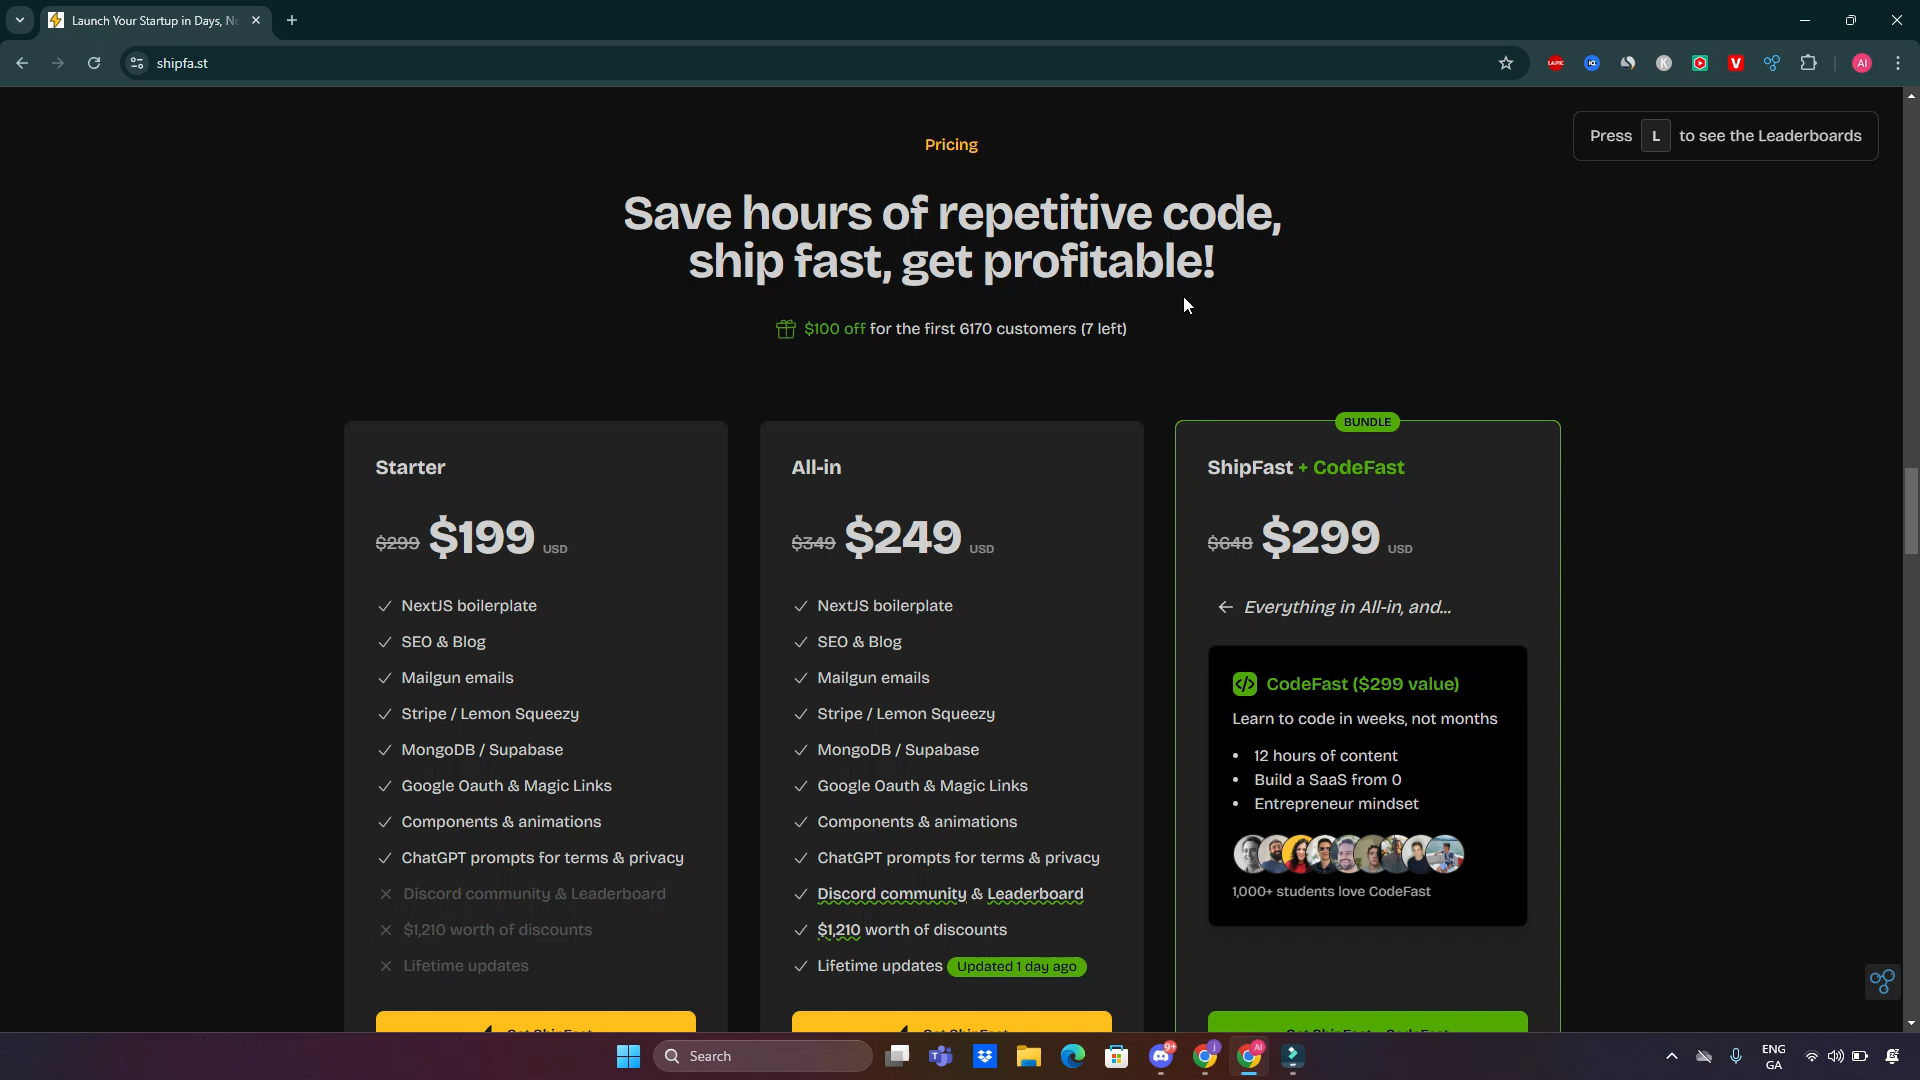 Launch Your Startup in Days, No
shipfa.st
LAPIC
IQ
K
V
AI
Press L to see the Leaderboards
Pricing
Save hours of repetitive code,
ship fast, get profitable!
$100 off for the first 6170 customers (7 left)
Starter
$299 $199 USD
NextJS boilerplate
SEO & Blog
Mailgun emails
Stripe / Lemon Squeezy
MongoDB / Supabase
Google Oauth & Magic Links
Components & animations
ChatGPT prompts for terms & privacy
Discord community & Leaderboard
$1,210 worth of discounts
Lifetime updates
All-in
$349 $249 USD
NextJS boilerplate
SEO & Blog
Mailgun emails
Stripe / Lemon Squeezy
MongoDB / Supabase
Google Oauth & Magic Links
Components & animations
ChatGPT prompts for terms & privacy
Discord community & Leaderboard
$1,210 worth of discounts
Lifetime updates Updated 1 day ago
BUNDLE
ShipFast + CodeFast
$648 $299 USD
Everything in All-in, and...
CodeFast ($299 value)
Learn to code in weeks, not months
• 12 hours of content
• Build a SaaS from 0
• Entrepreneur mindset
1,000+ students love CodeFast
Search
9+
j
AI
ENG
GA